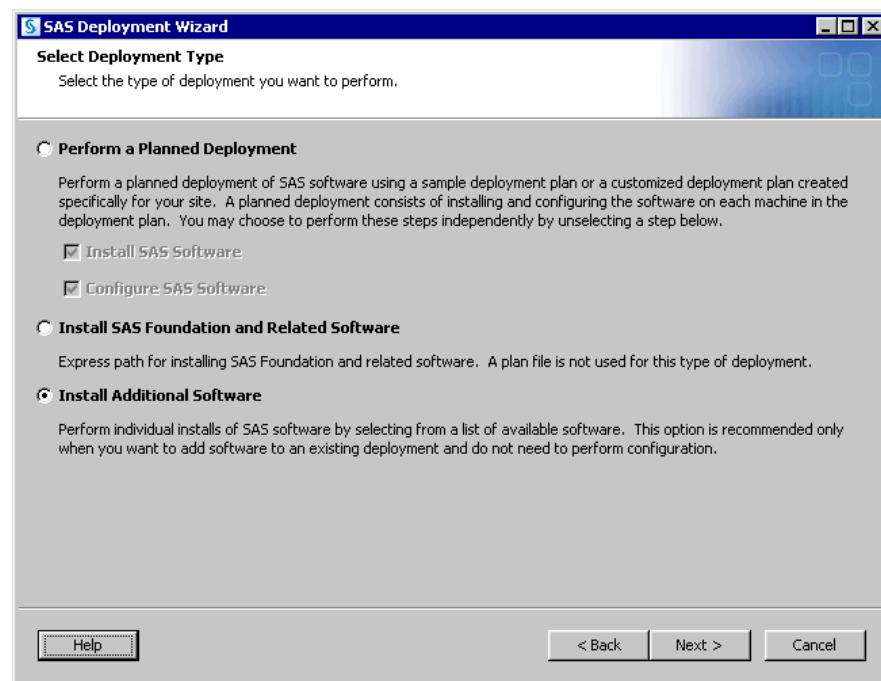 SAS Deployment Wizard
Select Deployment Type
Select the type of deployment you want to perform.
Perform a Planned Deployment
Perform a planned deployment of SAS software using a sample deployment plan or a customized deployment plan created
specifically for your site. A planned deployment consists of installing and configuring the software on each machine in the
deployment plan. You may choose to perform these steps independently by unselecting a step below.
Install SAS Software
Configure SAS Software
Install SAS Foundation and Related Software
Express path for installing SAS Foundation and related software. A plan file is not used for this type of deployment.
Install Additional Software
Perform individual installs of SAS software by selecting from a list of available software. This option is recommended only
when you want to add software to an existing deployment and do not need to perform configuration.
Help
< Back
Next >
Cancel